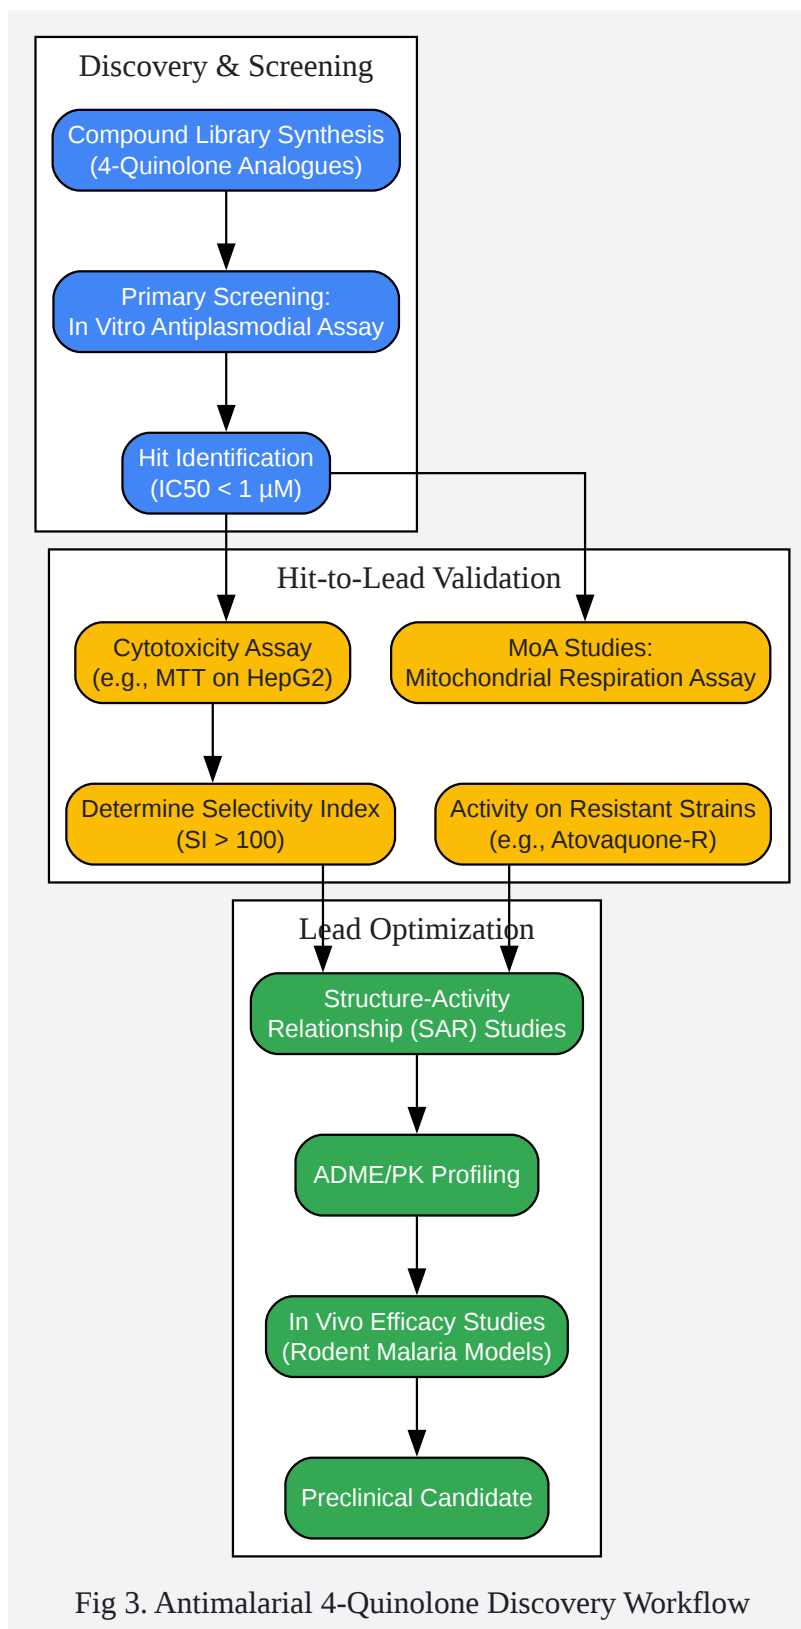 Discovery & Screening
Compound Library Synthesis
(4-Quinolone Analogues)
Primary Screening:
In Vitro Antiplasmodial Assay
Hit Identification
(IC50 < 1 µM)
Hit-to-Lead Validation
Cytotoxicity Assay
(e.g., MTT on HepG2)
MoA Studies:
Mitochondrial Respiration Assay
Determine Selectivity Index
(SI > 100)
Activity on Resistant Strains
(e.g., Atovaquone-R)
Lead Optimization
Structure-Activity
Relationship (SAR) Studies
ADME/PK Profiling
In Vivo Efficacy Studies
(Rodent Malaria Models)
Preclinical Candidate
Fig 3. Antimalarial 4-Quinolone Discovery Workflow